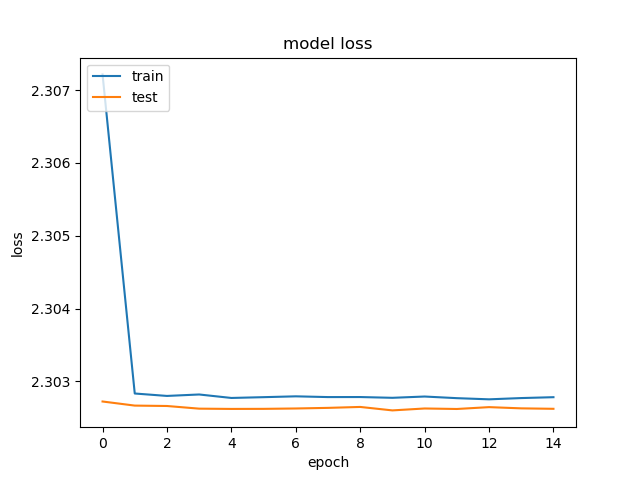 model loss
train
test
2.307
2.306
2.305
2.304
2.303
loss
0 2 4 6 8 10 12 14
epoch